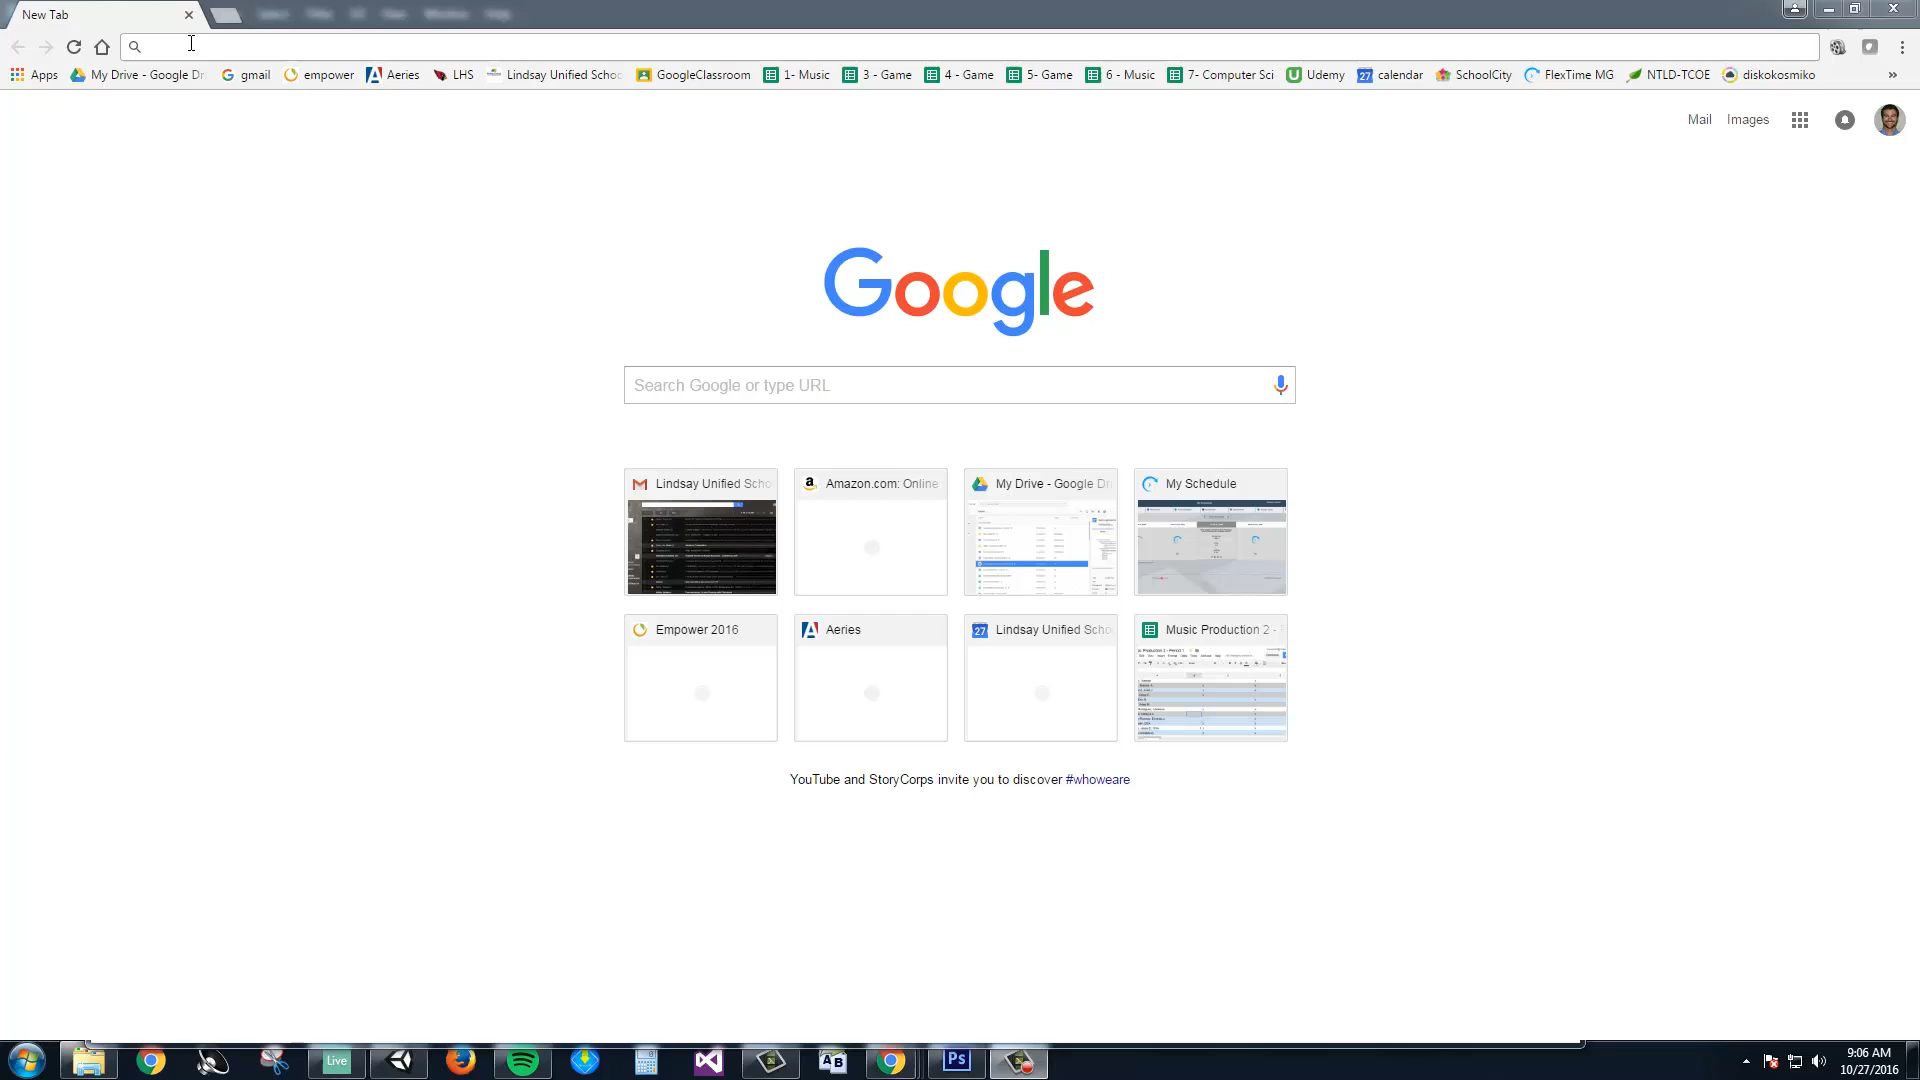 New Tab
Apps My Drive - Google Dr gmail empower Aeries LHS Lindsay Unified Schoo GoogleClassroom 1- Music 3 - Game 4 - Game 5- Game 6 - Music 7- Computer Sci Udemy 27 calendar SchoolCity FlexTime MG NTLD-TCOE diskokosmiko »
Mail Images
Google
Search Google or type URL
Lindsay Unified Scho Amazon.com: Online My Drive - Google Dr My Schedule
Empower 2016 Aeries 27 Lindsay Unified Scho Music Production 2 -
YouTube and StoryCorps invite you to discover #whoweare
Live Ps
9:06 AM
10/27/2016